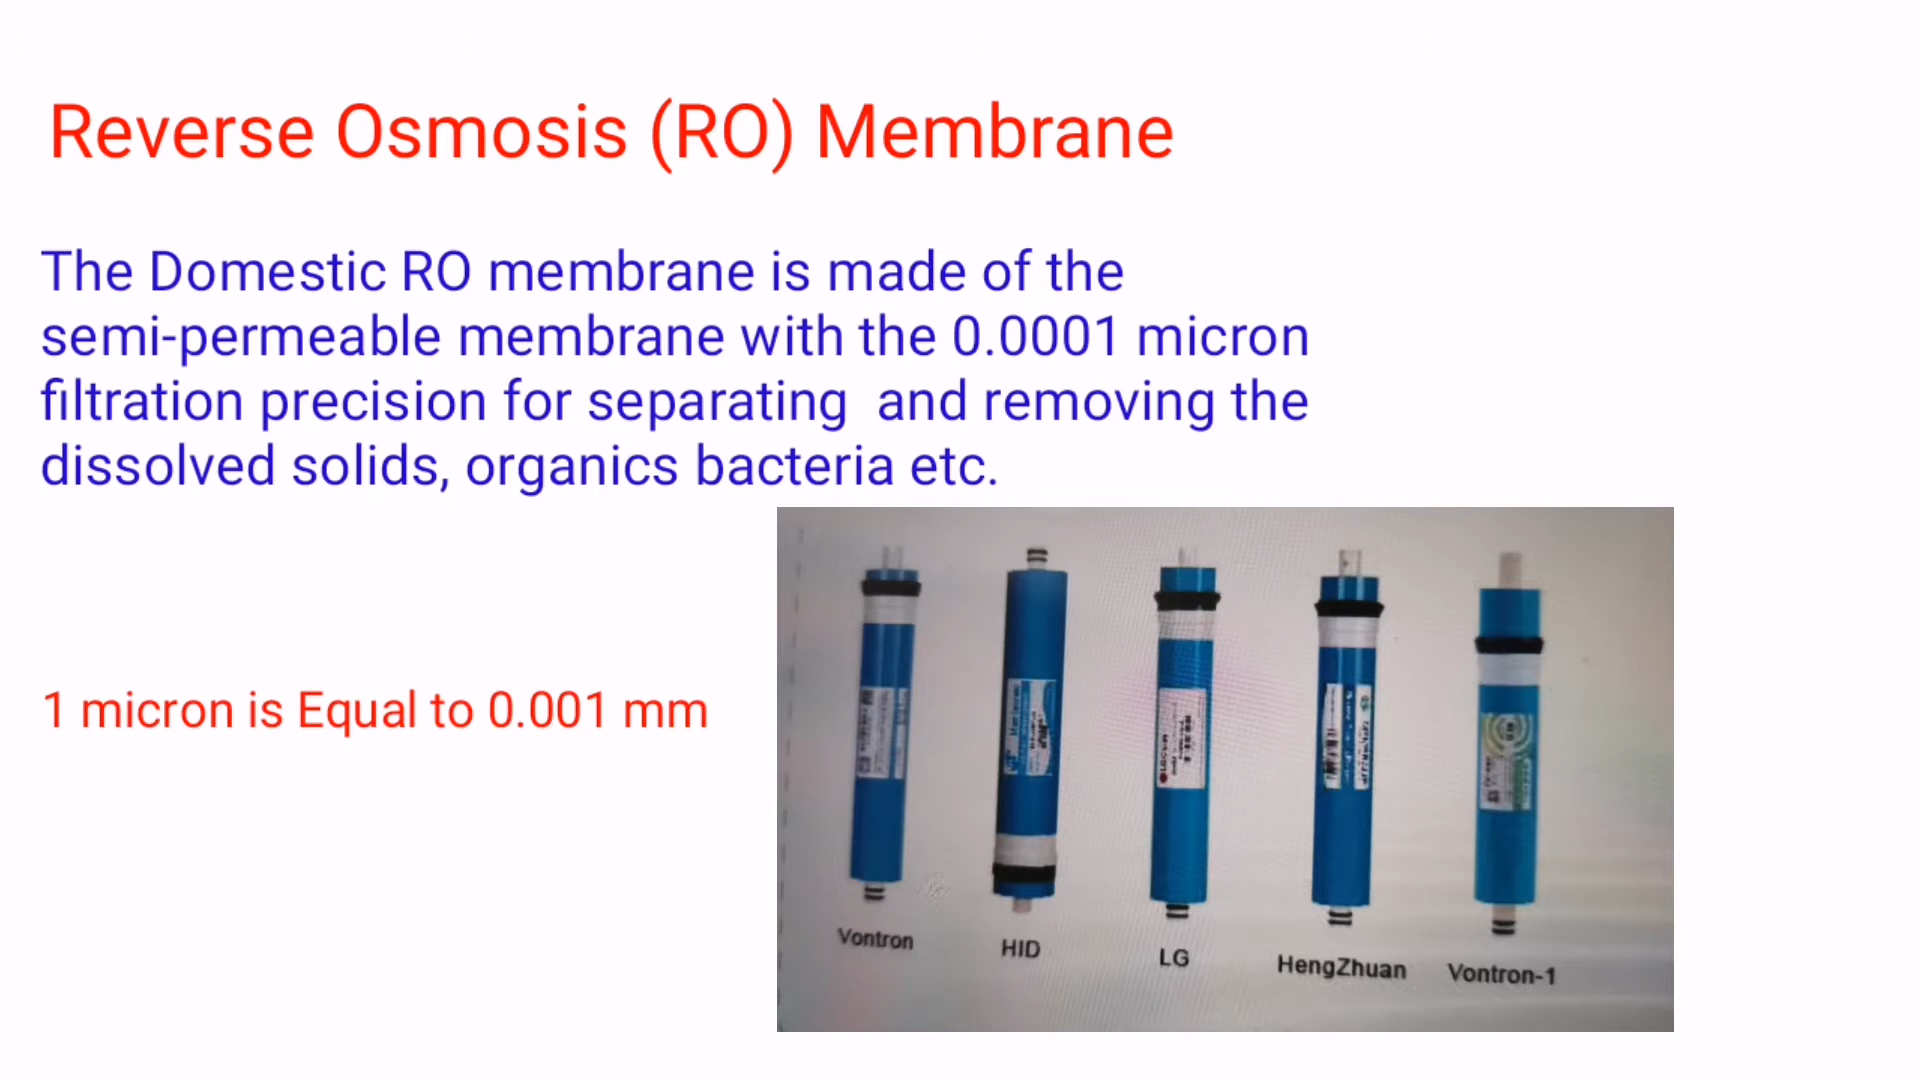 Reverse Osmosis (RO) Membrane
The Domestic RO membrane is made of the
semi-permeable membrane with the 0.0001 micron
filtration precision for separating  and removing the
dissolved solids, organics bacteria etc.
1 micron is Equal to 0.001 mm
Vontron
HID
LG
HengZhuan
Vontron-1